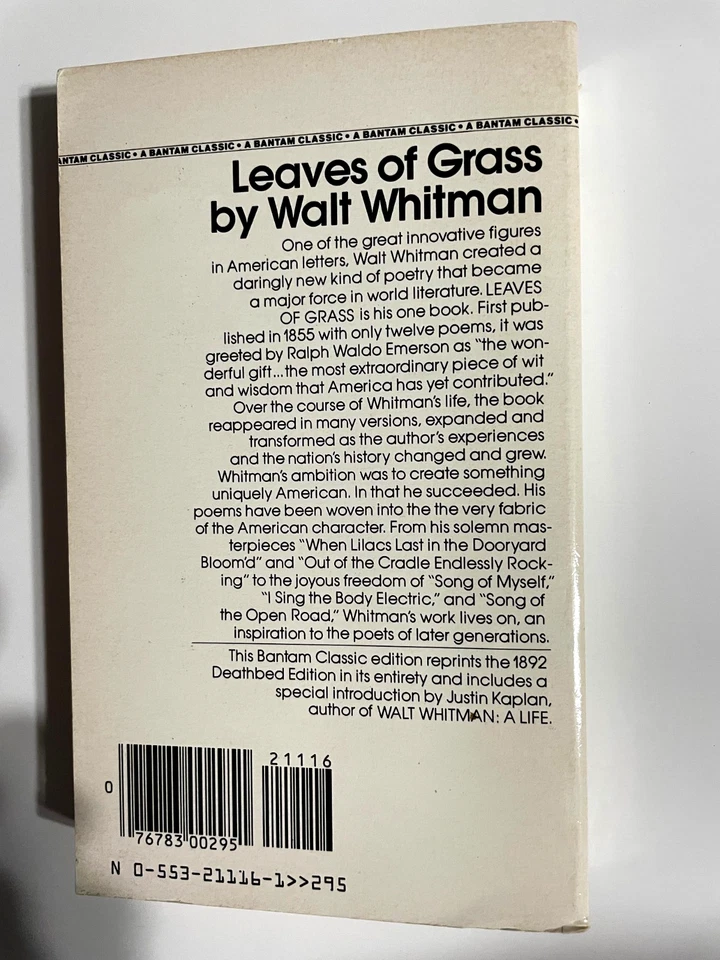 ANTAM CLASSIC • A BANTAM CLASSIC • A BANTAM CLASSIC • A BANTAM CLASSIC • A BANTAM CLASSIC •
Leaves of Grass
by Walt Whitman
One of the great innovative figures
in American letters, Walt Whitman created a
daringly new kind of poetry that became
a major force in world literature. LEAVES
OF GRASS is his one book. First pub-
lished in 1855 with only twelve poems, it was
greeted by Ralph Waldo Emerson as "the won-
derful gift...the most extraordinary piece of wit
and wisdom that America has yet contributed."
Over the course of Whitman's life, the book
reappeared in many versions, expanded and
transformed as the author's experiences
and the nation's history changed and grew.
Whitman's ambition was to create something
uniquely American. In that he succeeded. His
poems have been woven into the the very fabric
of the American character. From his solemn mas-
terpieces "When Lilacs Last in the Dooryard
Bloom'd" and "Out of the Cradle Endlessly Rock-
ing" to the joyous freedom of "Song of Myself,"
"I Sing the Body Electric," and "Song of
the Open Road," Whitman's work lives on, an
inspiration to the poets of later generations.
This Bantam Classic edition reprints the 1892
Deathbed Edition in its entirety and includes a
special introduction by Justin Kaplan,
author of WALT WHITMAN: A LIFE.
21116
0
76783 00295
N 0-553-21116-1>>295